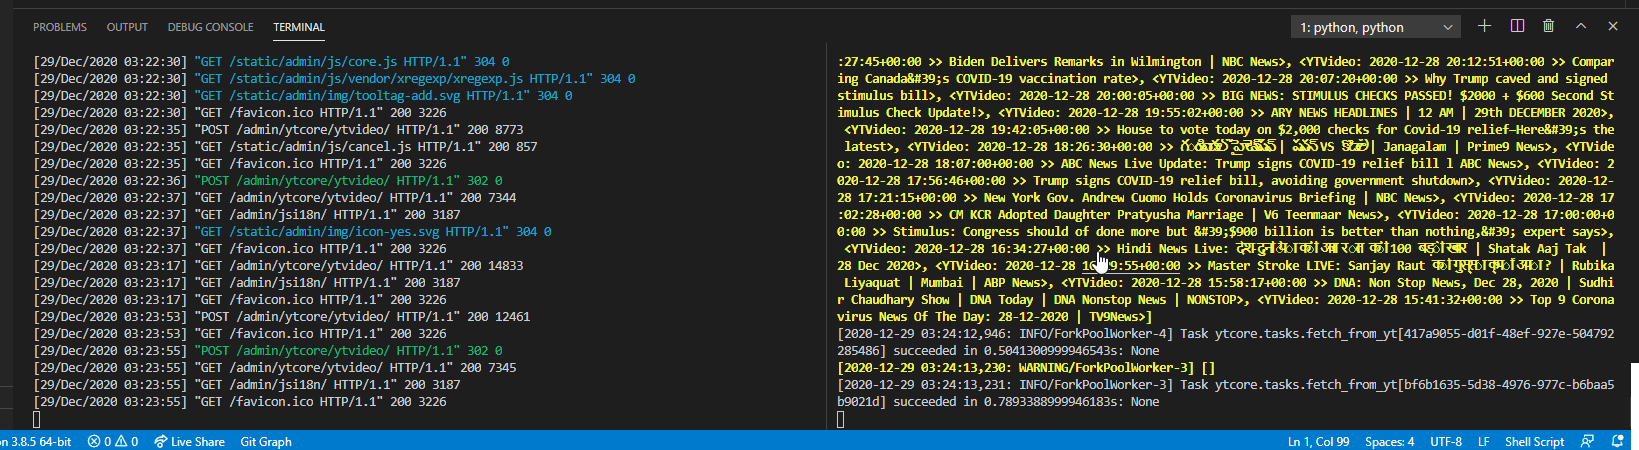 PROBLEMS OUTPUT DEBUG CONSOLE TERMINAL
1: python, python
[29/Dec/2020 03:22:30] "GET /static/admin/js/core.js HTTP/1.1" 304 0
[29/Dec/2020 03:22:30] "GET /static/admin/js/vendor/xregexp/xregexp.js HTTP/1.1" 304 0
[29/Dec/2020 03:22:30] "GET /static/admin/img/tooltag-add.svg HTTP/1.1" 304 0
[29/Dec/2020 03:22:30] "GET /favicon.ico HTTP/1.1" 200 3226
[29/Dec/2020 03:22:35] "POST /admin/ytcore/ytvideo/ HTTP/1.1" 200 8773
[29/Dec/2020 03:22:35] "GET /static/admin/js/cancel.js HTTP/1.1" 200 857
[29/Dec/2020 03:22:35] "GET /favicon.ico HTTP/1.1" 200 3226
[29/Dec/2020 03:22:36] "POST /admin/ytcore/ytvideo/ HTTP/1.1" 302 0
[29/Dec/2020 03:22:37] "GET /admin/ytcore/ytvideo/ HTTP/1.1" 200 7344
[29/Dec/2020 03:22:37] "GET /admin/jsi18n/ HTTP/1.1" 200 3187
[29/Dec/2020 03:22:37] "GET /static/admin/img/icon-yes.svg HTTP/1.1" 304 0
[29/Dec/2020 03:22:37] "GET /favicon.ico HTTP/1.1" 200 3226
[29/Dec/2020 03:23:17] "GET /admin/ytcore/ytvideo/ HTTP/1.1" 200 14833
[29/Dec/2020 03:23:17] "GET /admin/jsi18n/ HTTP/1.1" 200 3187
[29/Dec/2020 03:23:17] "GET /favicon.ico HTTP/1.1" 200 3226
[29/Dec/2020 03:23:53] "POST /admin/ytcore/ytvideo/ HTTP/1.1" 200 12461
[29/Dec/2020 03:23:53] "GET /favicon.ico HTTP/1.1" 200 3226
[29/Dec/2020 03:23:55] "POST /admin/ytcore/ytvideo/ HTTP/1.1" 302 0
[29/Dec/2020 03:23:55] "GET /admin/ytcore/ytvideo/ HTTP/1.1" 200 7345
[29/Dec/2020 03:23:55] "GET /admin/jsi18n/ HTTP/1.1" 200 3187
[29/Dec/2020 03:23:55] "GET /favicon.ico HTTP/1.1" 200 3226
:27:45+00:00 >> Biden Delivers Remarks in Wilmington | NBC News>, <YTVideo: 2020-12-28 20:12:51+00:00 >> Compar
ing Canada&#39;s COVID-19 vaccination rate>, <YTVideo: 2020-12-28 20:07:20+00:00 >> Why Trump caved and signed
stimulus bill>, <YTVideo: 2020-12-28 20:00:05+00:00 >> BIG NEWS: STIMULUS CHECKS PASSED! $2000 + $600 Second St
imulus Check Update!>, <YTVideo: 2020-12-28 19:55:02+00:00 >> ARY NEWS HEADLINES | 12 AM | 29th DECEMBER 2020>,
<YTVideo: 2020-12-28 19:42:05+00:00 >> House to vote today on $2,000 checks for Covid-19 relief—Here&#39;s the
latest>, <YTVideo: 2020-12-28 18:26:30+00:00 >> | VS | Janagalam | Prime9 News>, <YTVide
o: 2020-12-28 18:07:00+00:00 >> ABC News Live Update: Trump signs COVID-19 relief bill l ABC News>, <YTVideo: 2
020-12-28 17:56:46+00:00 >> Trump signs COVID-19 relief bill, avoiding government shutdown>, <YTVideo: 2020-12-
28 17:21:15+00:00 >> New York Gov. Andrew Cuomo Holds Coronavirus Briefing | NBC News>, <YTVideo: 2020-12-28 17
:02:28+00:00 >> CM KCR Adopted Daughter Pratyusha Marriage | V6 Teenmaar News>, <YTVideo: 2020-12-28 17:00:00+0
0:00 >> Stimulus: Congress should of done more but &#39;$900 billion is better than nothing,&#39; expert says>,
<YTVideo: 2020-12-28 16:34:27+00:00 >> Hindi News Live: 100 | Shatak Aaj Tak |
28 Dec 2020>, <YTVideo: 2020-12-28 :55+00:00 >> Master Stroke LIVE: Sanjay Raut ? | Rubika
Liyaquat | Mumbai | ABP News>, <YTVideo: 2020-12-28 15:58:17+00:00 >> DNA: Non Stop News, Dec 28, 2020 | Sudhi
r Chaudhary Show | DNA Today | DNA Nonstop News | NONSTOP>, <YTVideo: 2020-12-28 15:41:32+00:00 >> Top 9 Corona
virus News Of The Day: 28-12-2020 | TV9News>]
[2020-12-29 03:24:12,946: INFO/ForkPoolWorker-4] Task ytcore.tasks.fetch_from_yt[417a9055-d01f-48ef-927e-504792
285486] succeeded in 0.5041300999946543s: None
[2020-12-29 03:24:13,230: WARNING/ForkPoolWorker-3] []
[2020-12-29 03:24:13,231: INFO/ForkPoolWorker-3] Task ytcore.tasks.fetch_from_yt[bf6b1635-5d38-4976-977c-b6baa5
b9021d] succeeded in 0.7893388999946183s: None
on 3.8.5 64-bit 0 0 Live Share Git Graph Ln 1, Col 99 Spaces: 4 UTF-8 LF Shell Script